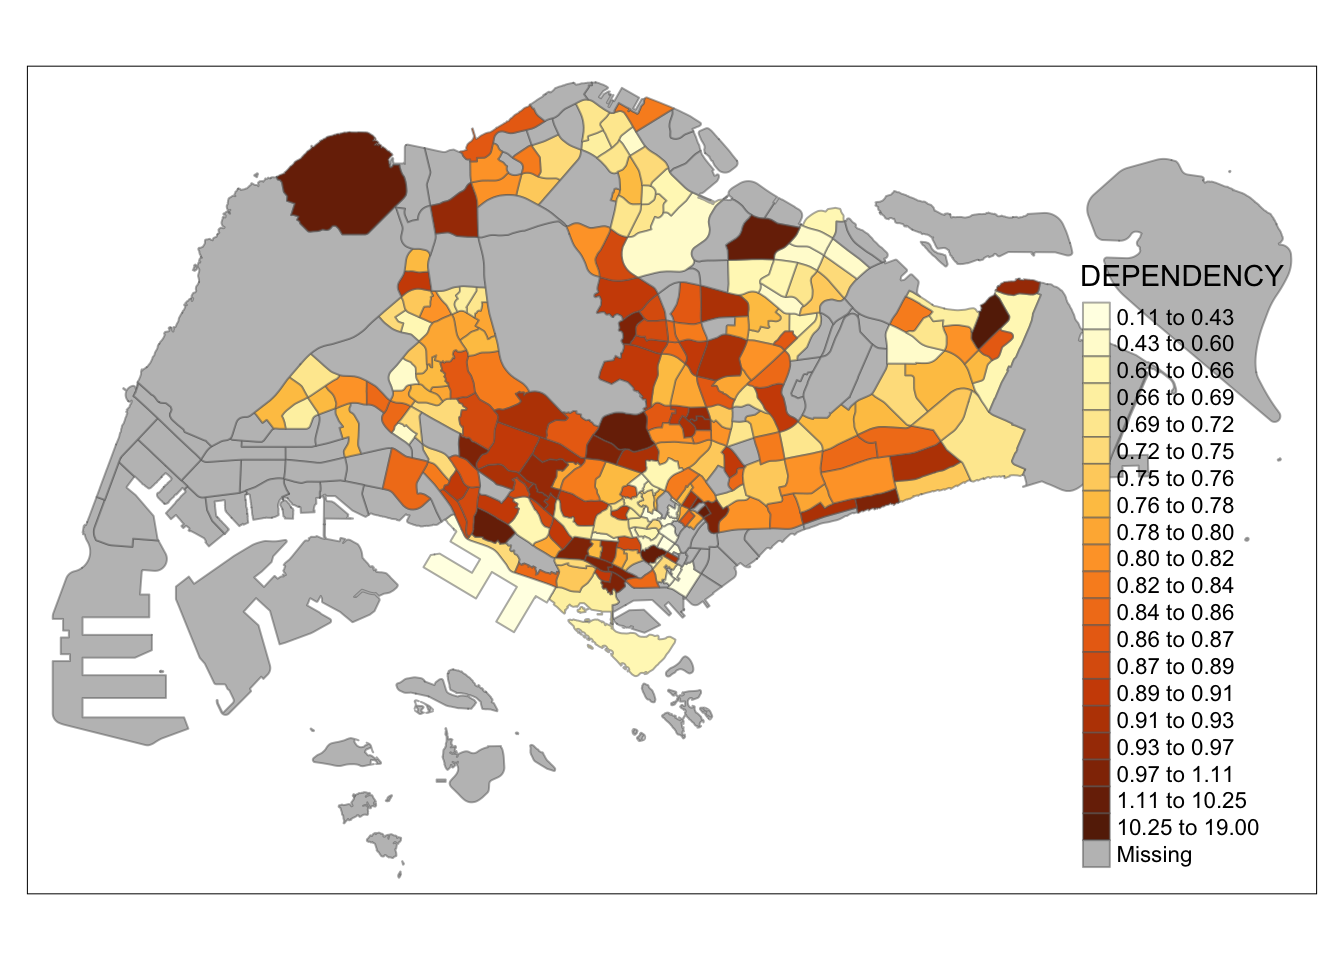 DEPENDENCY
0.11 to 0.43
0.43 to 0.60
0.60 to 0.66
0.66 to 0.69
0.69 to 0.72
0.72 to 0.75
0.75 to 0.76
0.76 to 0.78
0.78 to 0.80
0.80 to 0.82
0.82 to 0.84
0.84 to 0.86
0.86 to 0.87
0.87 to 0.89
0.89 to 0.91
0.91 to 0.93
0.93 to 0.97
0.97 to 1.11
1.11 to 10.25
10.25 to 19.00
Missing